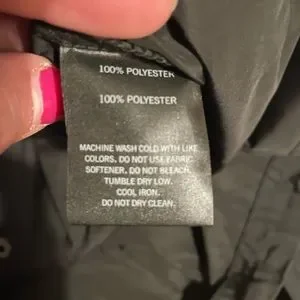 100% POLYESTER
100% POLYESTER
MACHINE WASH COLD WITH LIKE
COLORS. DO NOT USE FABRIC
SOFTENER. DO NOT BLEACH.
TUMBLE DRY LOW.
COOL IRON.
DO NOT DRY CLEAN.